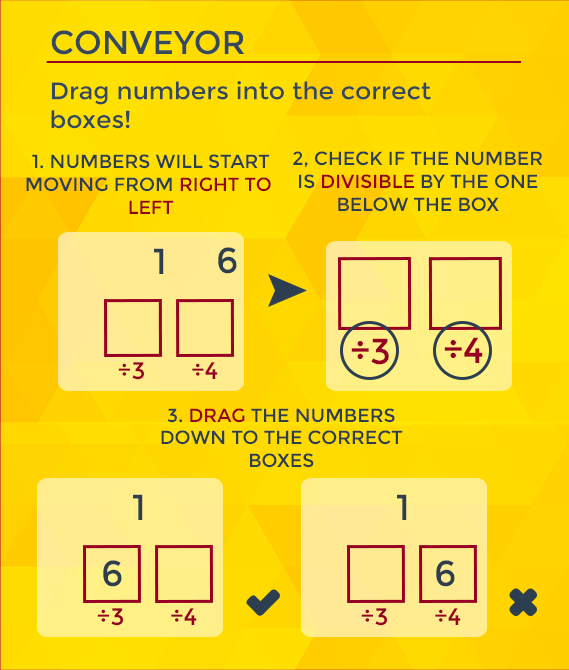 CONVEYOR
Drag numbers into the correct
boxes!
1. NUMBERS WILL START
MOVING FROM RIGHT TO
LEFT
2, CHECK IF THE NUMBER
IS DIVISIBLE BY THE ONE
BELOW THE BOX
1 6
÷3 ÷4
÷3 ÷4
3. DRAG THE NUMBERS
DOWN TO THE CORRECT
BOXES
1
6
÷3 ÷4
1
6
÷3 ÷4